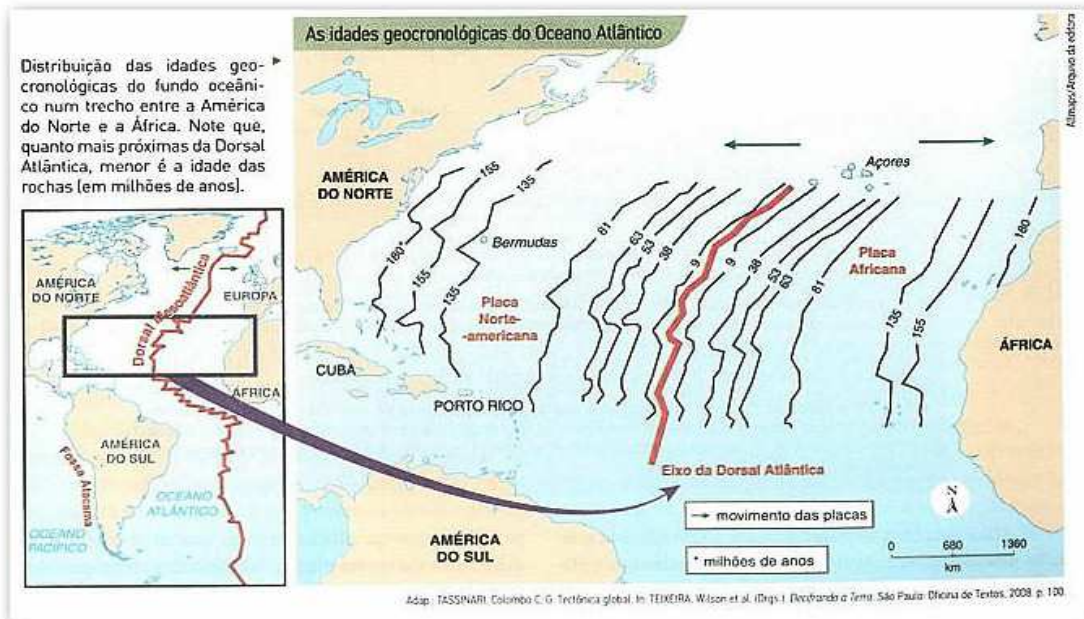 As idades geocronológicas do Oceano Atlântico
Distribuição das idades geo-
cronológicas do fundo oceâni-
co num trecho entre a América
do Norte e a África. Note que,
quanto mais próximas da Dorsal
Atlântica, menor é a idade das
rochas (em milhões de anos).
AMÉRICA
DO NORTE
EUROPA
Dorsal Mesoatlântica
ÁFRICA
AMÉRICA
DO SUL
Fossa Atacama
OCEANO
ATLÂNTICO
OCEANO
PACÍFICO
AMÉRICA
DO NORTE
180*
155
135
155
135
Bermudas
Placa
Norte-
-americana
81
63
53
38
9
9
38
53
63
81
Açores
Placa
Africana
135
155
180
ÁFRICA
CUBA
PORTO RICO
Eixo da Dorsal Atlântica
AMÉRICA
DO SUL
→ movimento das placas
* milhões de anos
N
0 680 1360
km
Allmaps/Arquivo da editora
Adap.: TASSINARI, Colombo C. G. Tectônica global. In: TEIXEIRA, Wilson et al. (Orgs.). Decifrando a Terra. São Paulo: Oficina de Textos, 2008. p. 100.